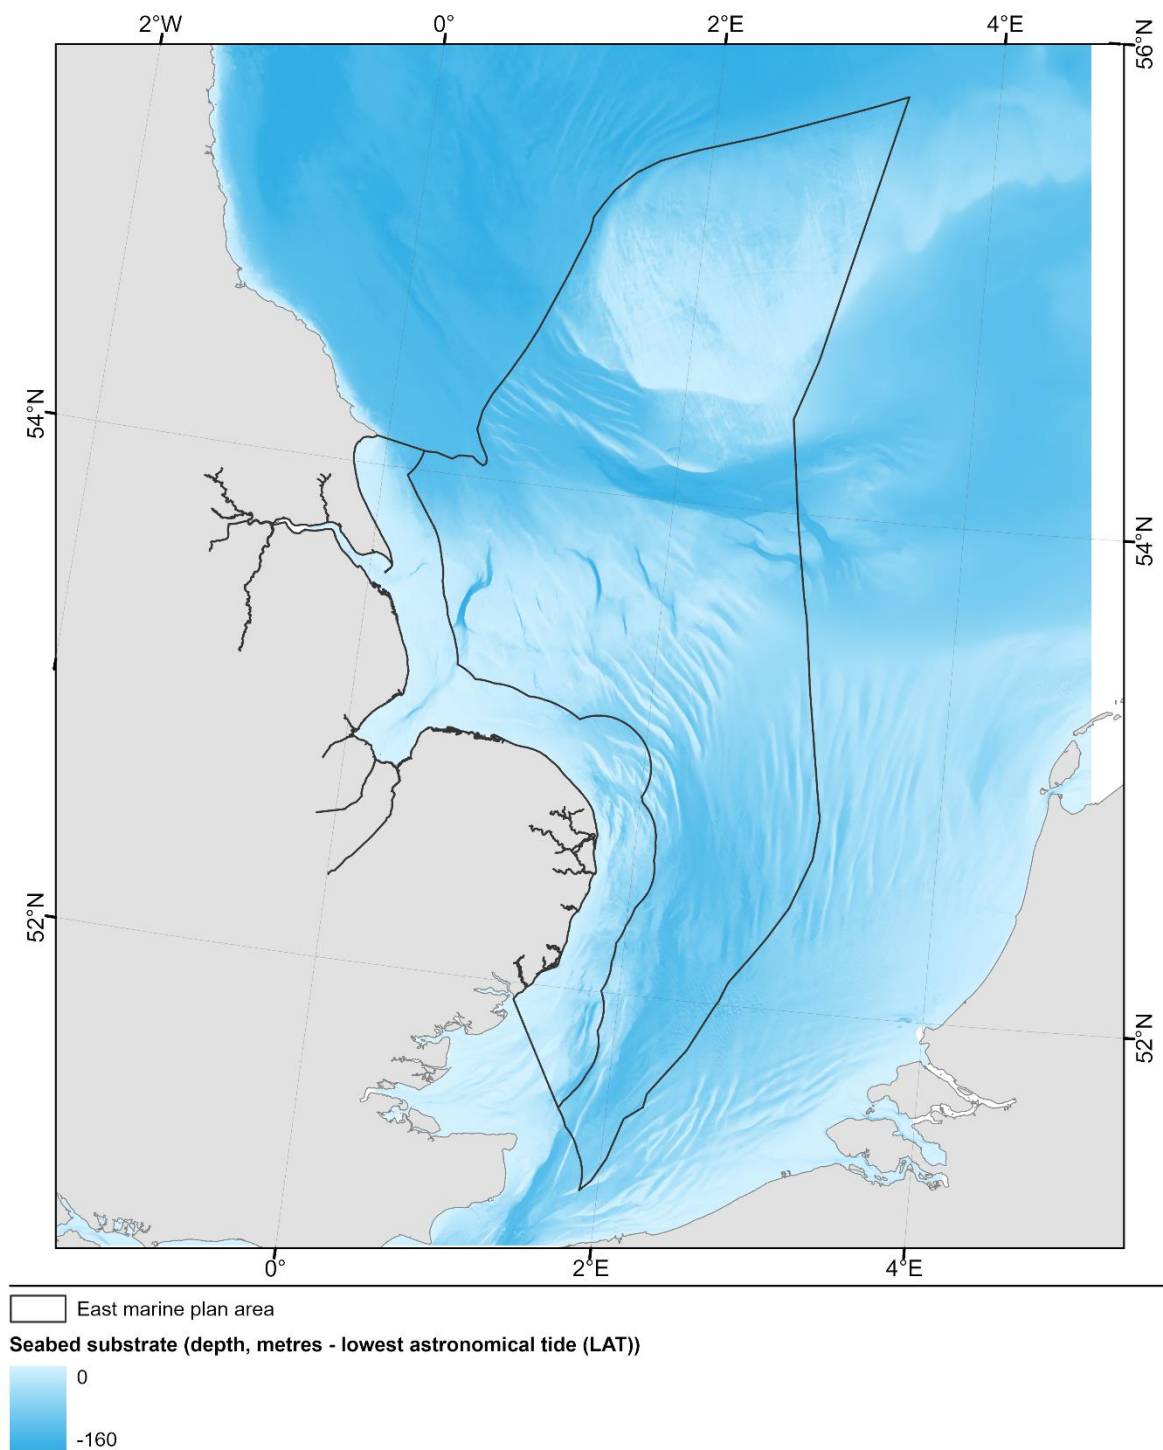 2°W 0° 2°E 4°E
56°N
54°N
54°N
52°N
52°N
0° 2°E 4°E
East marine plan area
Seabed substrate (depth, metres - lowest astronomical tide (LAT))
0
-160